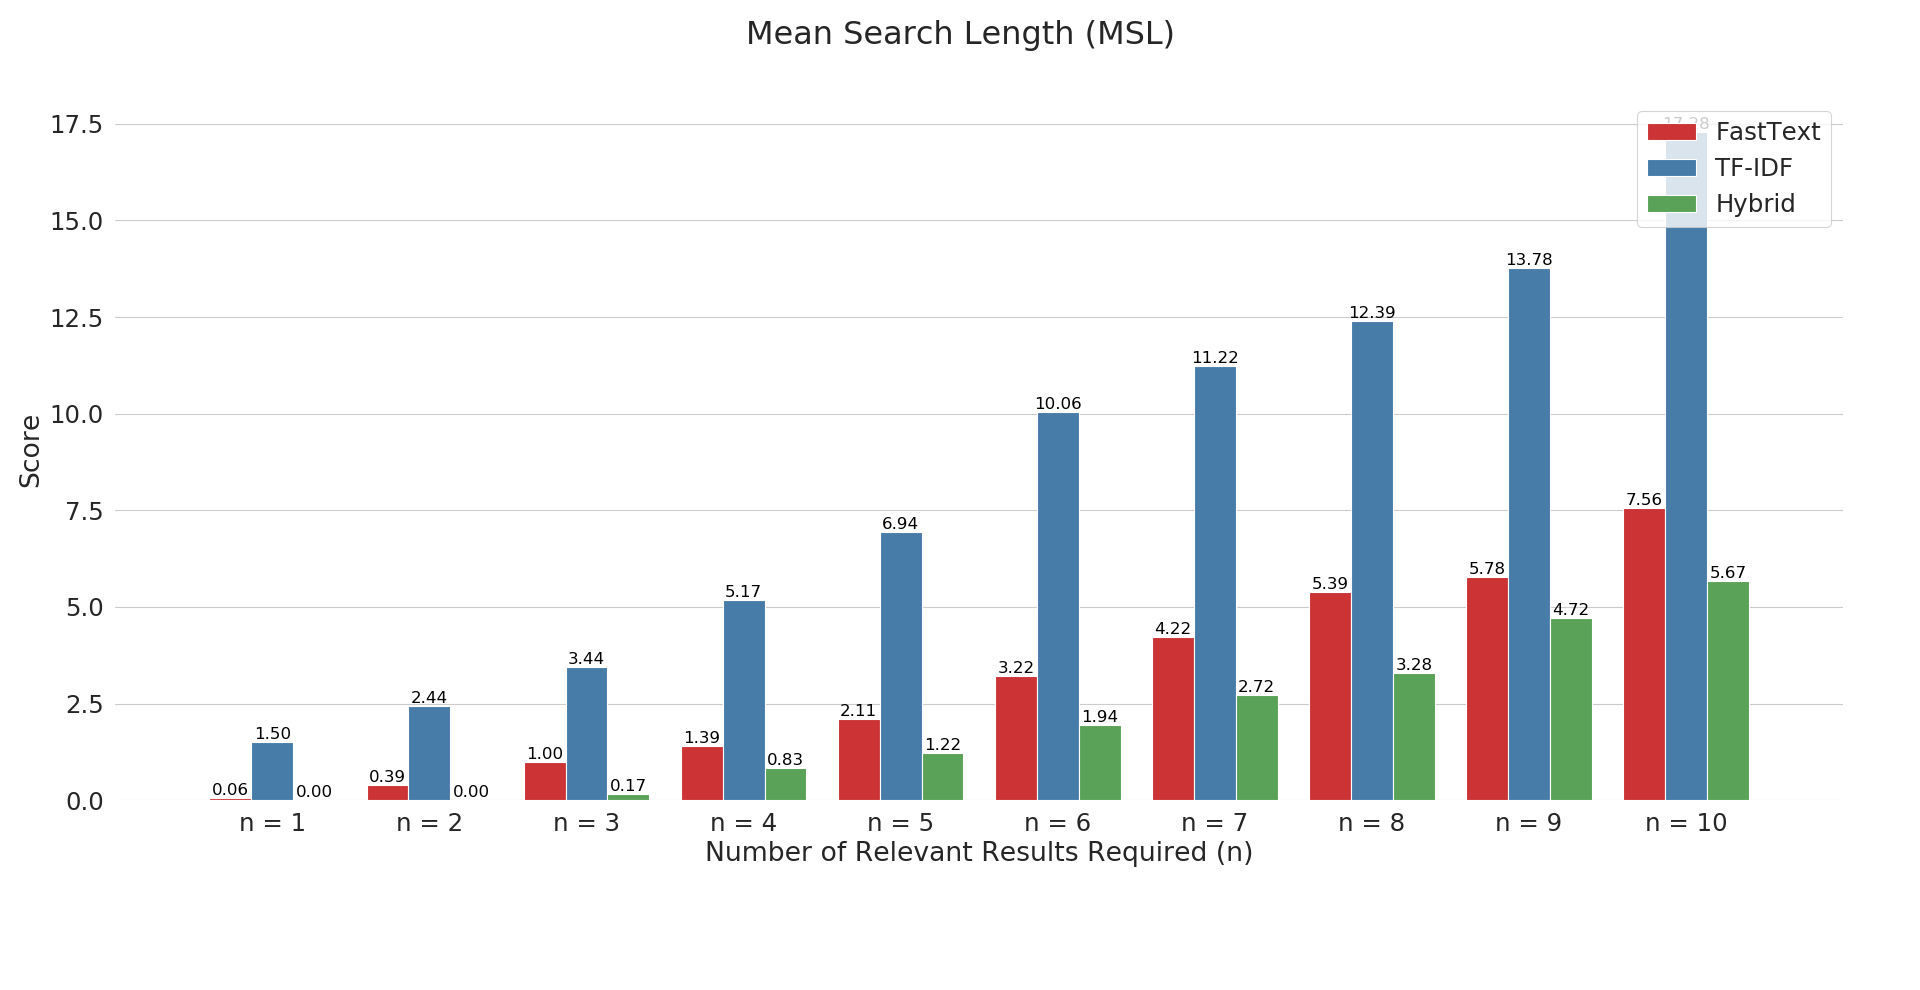 Mean Search Length (MSL)
17.5
15.0
12.5
10.0
7.5
5.0
2.5
0.0
Score
0.06
1.50
0.00
0.39
2.44
0.00
1.00
3.44
0.17
1.39
5.17
0.83
2.11
6.94
1.22
3.22
10.06
1.94
4.22
11.22
2.72
5.39
12.39
3.28
5.78
13.78
4.72
7.56
17.28
5.67
FastText
TF-IDF
Hybrid
n = 1
n = 2
n = 3
n = 4
n = 5
n = 6
n = 7
n = 8
n = 9
n = 10
Number of Relevant Results Required (n)